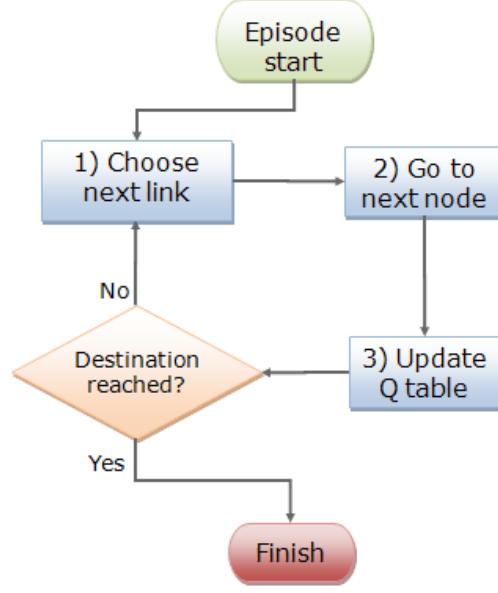 Episode
start
1) Choose
next link
2) Go to
next node
3) Update
Q table
Destination
reached?
No
Yes
Finish